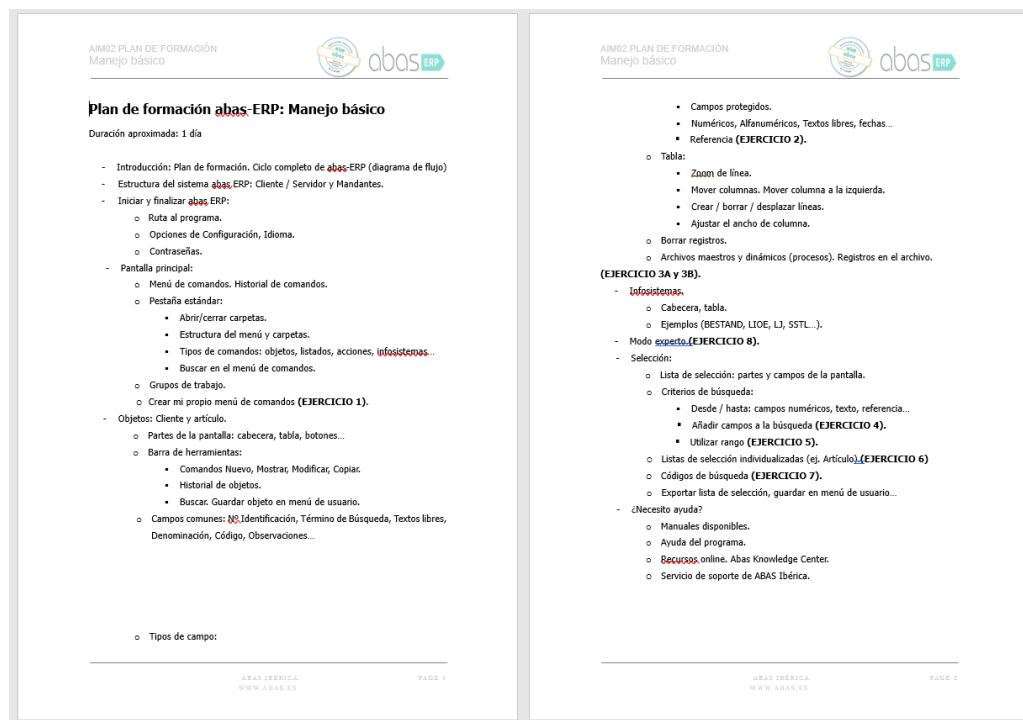 AIM02 PLAN DE FORMACIÓN
Manejo básico
abas ERP
Plan de formación abas-ERP: Manejo básico
Duración aproximada: 1 día
- Introducción: Plan de formación. Ciclo completo de abas-ERP (diagrama de flujo)
- Estructura del sistema abas ERP: Cliente / Servidor y Mandantes.
- Iniciar y finalizar abas ERP:
o Ruta al programa.
o Opciones de Configuración, Idioma.
o Contraseñas.
- Pantalla principal:
o Menú de comandos. Historial de comandos.
o Pestaña estándar:
▪ Abrir/cerrar carpetas.
▪ Estructura del menú y carpetas.
▪ Tipos de comandos: objetos, listados, acciones, infosistemas…
▪ Buscar en el menú de comandos.
o Grupos de trabajo.
o Crear mi propio menú de comandos (EJERCICIO 1).
- Objetos: Cliente y artículo.
o Partes de la pantalla: cabecera, tabla, botones…
o Barra de herramientas:
▪ Comandos Nuevo, Mostrar, Modificar, Copiar.
▪ Historial de objetos.
▪ Buscar. Guardar objeto en menú de usuario.
o Campos comunes: Nº Identificación, Término de Búsqueda, Textos libres,
Denominación, Código, Observaciones…
o Tipos de campo:
ABAS IBÉRICA.
PAGE 1
WWW.ABAS.ES
AIM02 PLAN DE FORMACIÓN
Manejo básico
abas ERP
▪ Campos protegidos.
▪ Numéricos, Alfanuméricos, Textos libres, fechas…
▪ Referencia (EJERCICIO 2).
o Tabla:
▪ Zoom de línea.
▪ Mover columnas. Mover columna a la izquierda.
▪ Crear / borrar / desplazar líneas.
▪ Ajustar el ancho de columna.
o Borrar registros.
o Archivos maestros y dinámicos (procesos). Registros en el archivo.
(EJERCICIO 3A y 3B).
- Infosistemas.
o Cabecera, tabla.
o Ejemplos (BESTAND, LIOE, LJ, SSTL…).
- Modo experto.(EJERCICIO 8).
- Selección:
o Lista de selección: partes y campos de la pantalla.
o Criterios de búsqueda:
▪ Desde / hasta: campos numéricos, texto, referencia…
▪ Añadir campos a la búsqueda (EJERCICIO 4).
▪ Utilizar rango (EJERCICIO 5).
o Listas de selección individualizadas (ej. Artículo).(EJERCICIO 6)
o Códigos de búsqueda (EJERCICIO 7).
o Exportar lista de selección, guardar en menú de usuario…
- ¿Necesito ayuda?
o Manuales disponibles.
o Ayuda del programa.
o Recursos online. Abas Knowledge Center.
o Servicio de soporte de ABAS Ibérica.
ABAS IBÉRICA.
PAGE 2
WWW.ABAS.ES